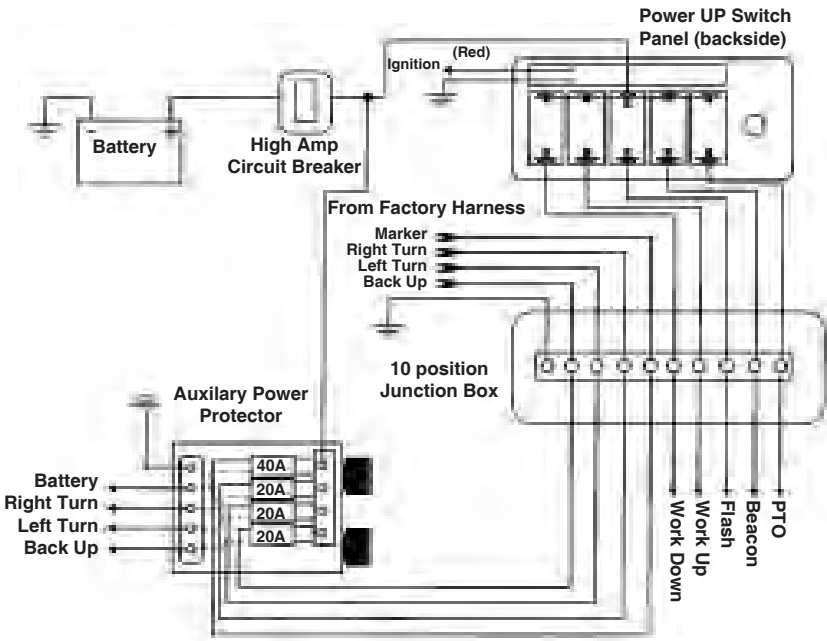 Power UP Switch
Panel (backside)
(Red)
Ignition
Battery
High Amp
Circuit Breaker
From Factory Harness
Marker
Right Turn
Left Turn
Back Up
10 position
Junction Box
Auxilary Power
Protector
40A
20A
20A
20A
Battery
Right Turn
Left Turn
Back Up
Work Down
Work Up
Flash
Beacon
PTO